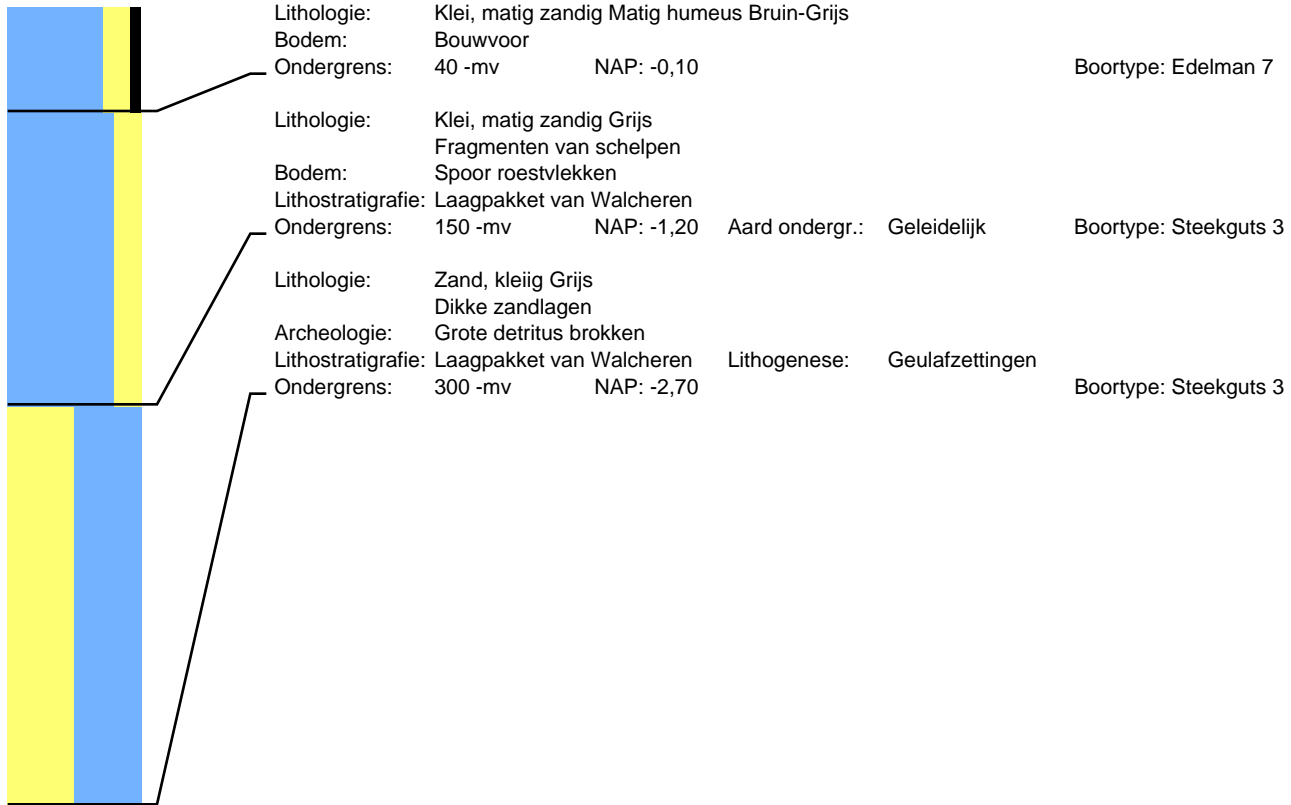 Lithologie: Klei, matig zandig Matig humeus Bruin-Grijs
Bodem: Bouwvoor
Ondergrens: 40 -mv NAP: -0,10 Boortype: Edelman 7
Lithologie: Klei, matig zandig Grijs
Fragmenten van schelpen
Bodem: Spoor roestvlekken
Lithostratigrafie: Laagpakket van Walcheren
Ondergrens: 150 -mv NAP: -1,20 Aard ondergr.: Geleidelijk Boortype: Steekguts 3
Lithologie: Zand, kleiig Grijs
Dikke zandlagen
Archeologie: Grote detritus brokken
Lithostratigrafie: Laagpakket van Walcheren Lithogenese: Geulafzettingen
Ondergrens: 300 -mv NAP: -2,70 Boortype: Steekguts 3